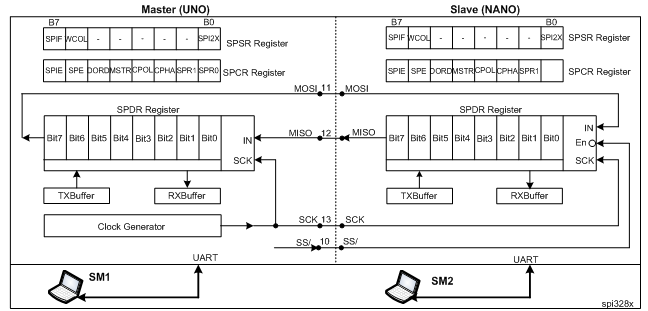 Master (UNO)
Slave (NANO)
B7 B0
SPIF WCOL - - - - - SPI2X SPSR Register
SPIE SPE DORD MSTR CPOL CPHA SPR1 SPR0 SPCR Register
B7 B0
SPIF WCOL - - - - - SPI2X SPSR Register
SPIE SPE DORD MSTR CPOL CPHA SPR1 SPCR Register
MOSI 11 MOSI
SPDR Register
Bit7 Bit6 Bit5 Bit4 Bit3 Bit2 Bit1 Bit0 IN
SCK
MISO 12 MISO
SPDR Register
Bit7 Bit6 Bit5 Bit4 Bit3 Bit2 Bit1 Bit0 IN
En
SCK
TXBuffer RXBuffer
TXBuffer RXBuffer
Clock Generator
SCK 13 SCK
SS/ 10 SS/
UART
UART
SM1
SM2
spi328x